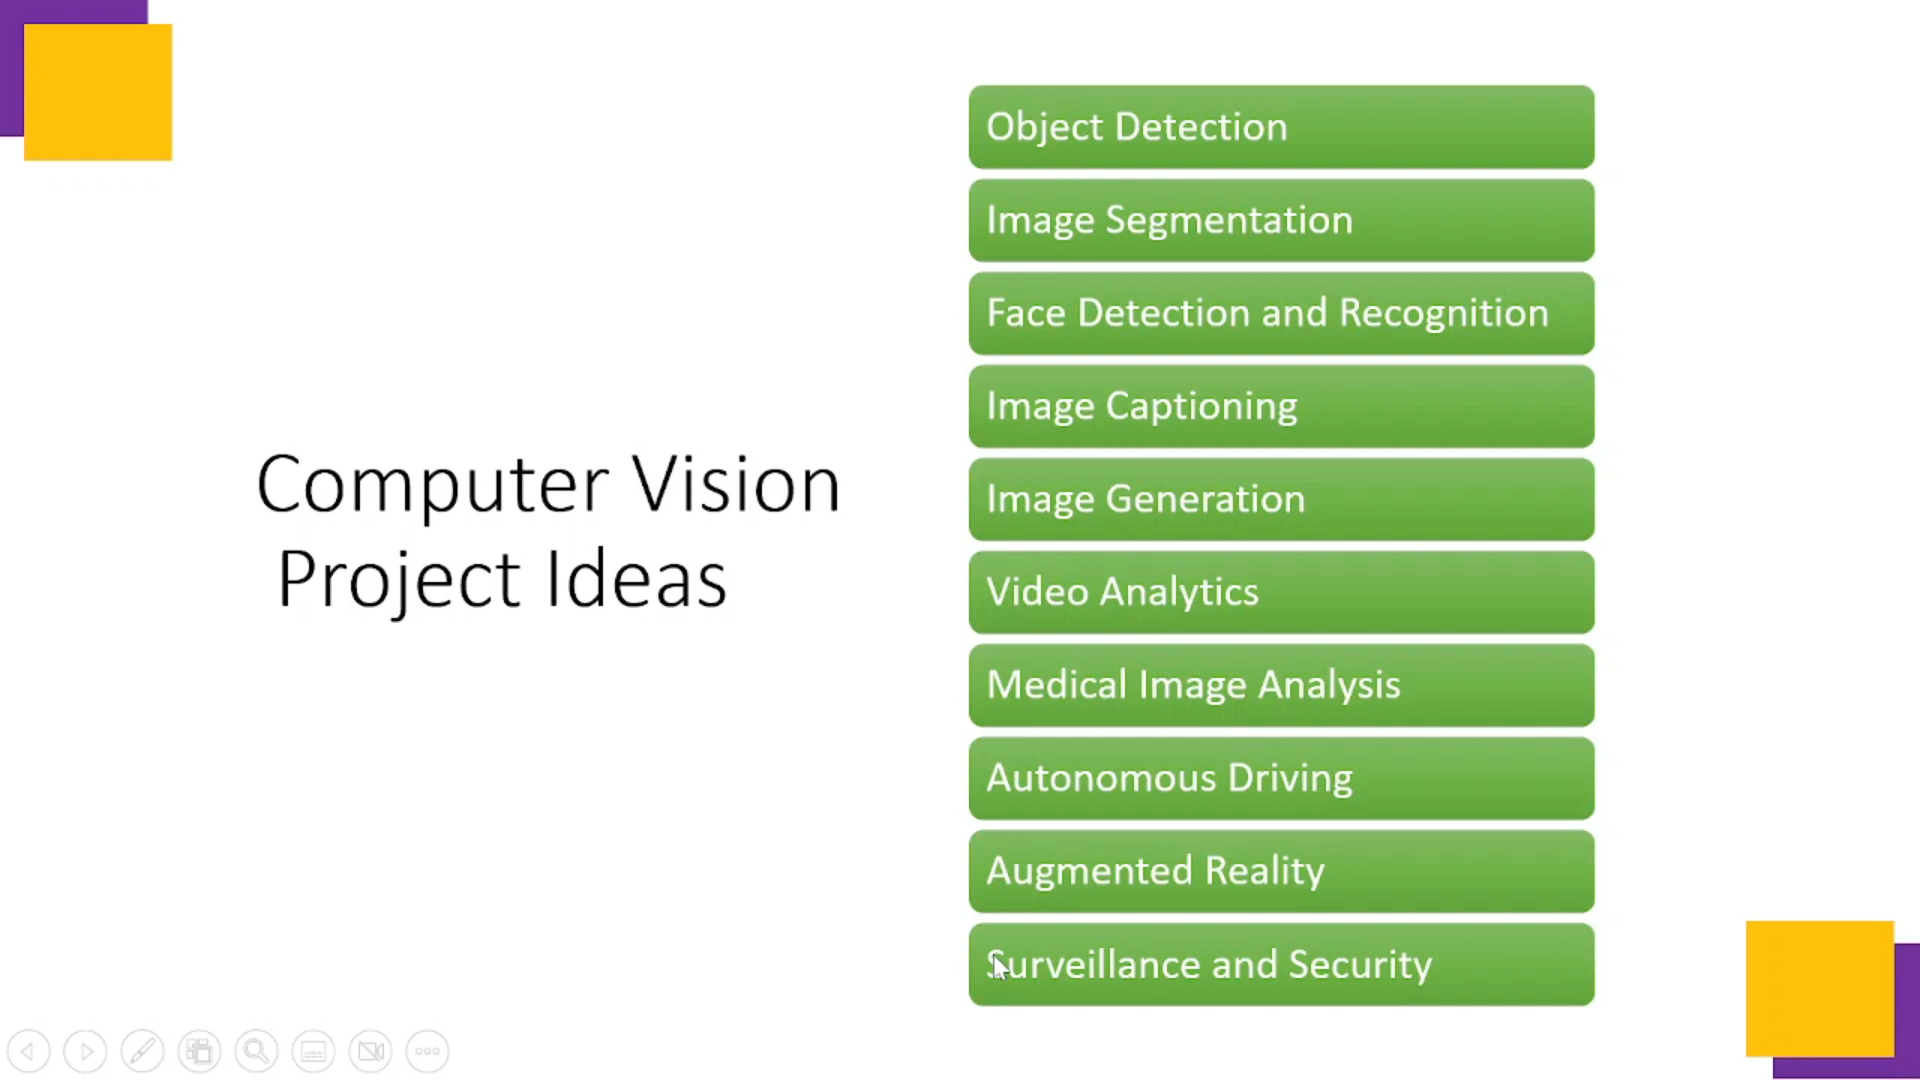 Computer Vision
Project Ideas
Object Detection
Image Segmentation
Face Detection and Recognition
Image Captioning
Image Generation
Video Analytics
Medical Image Analysis
Autonomous Driving
Augmented Reality
Surveillance and Security